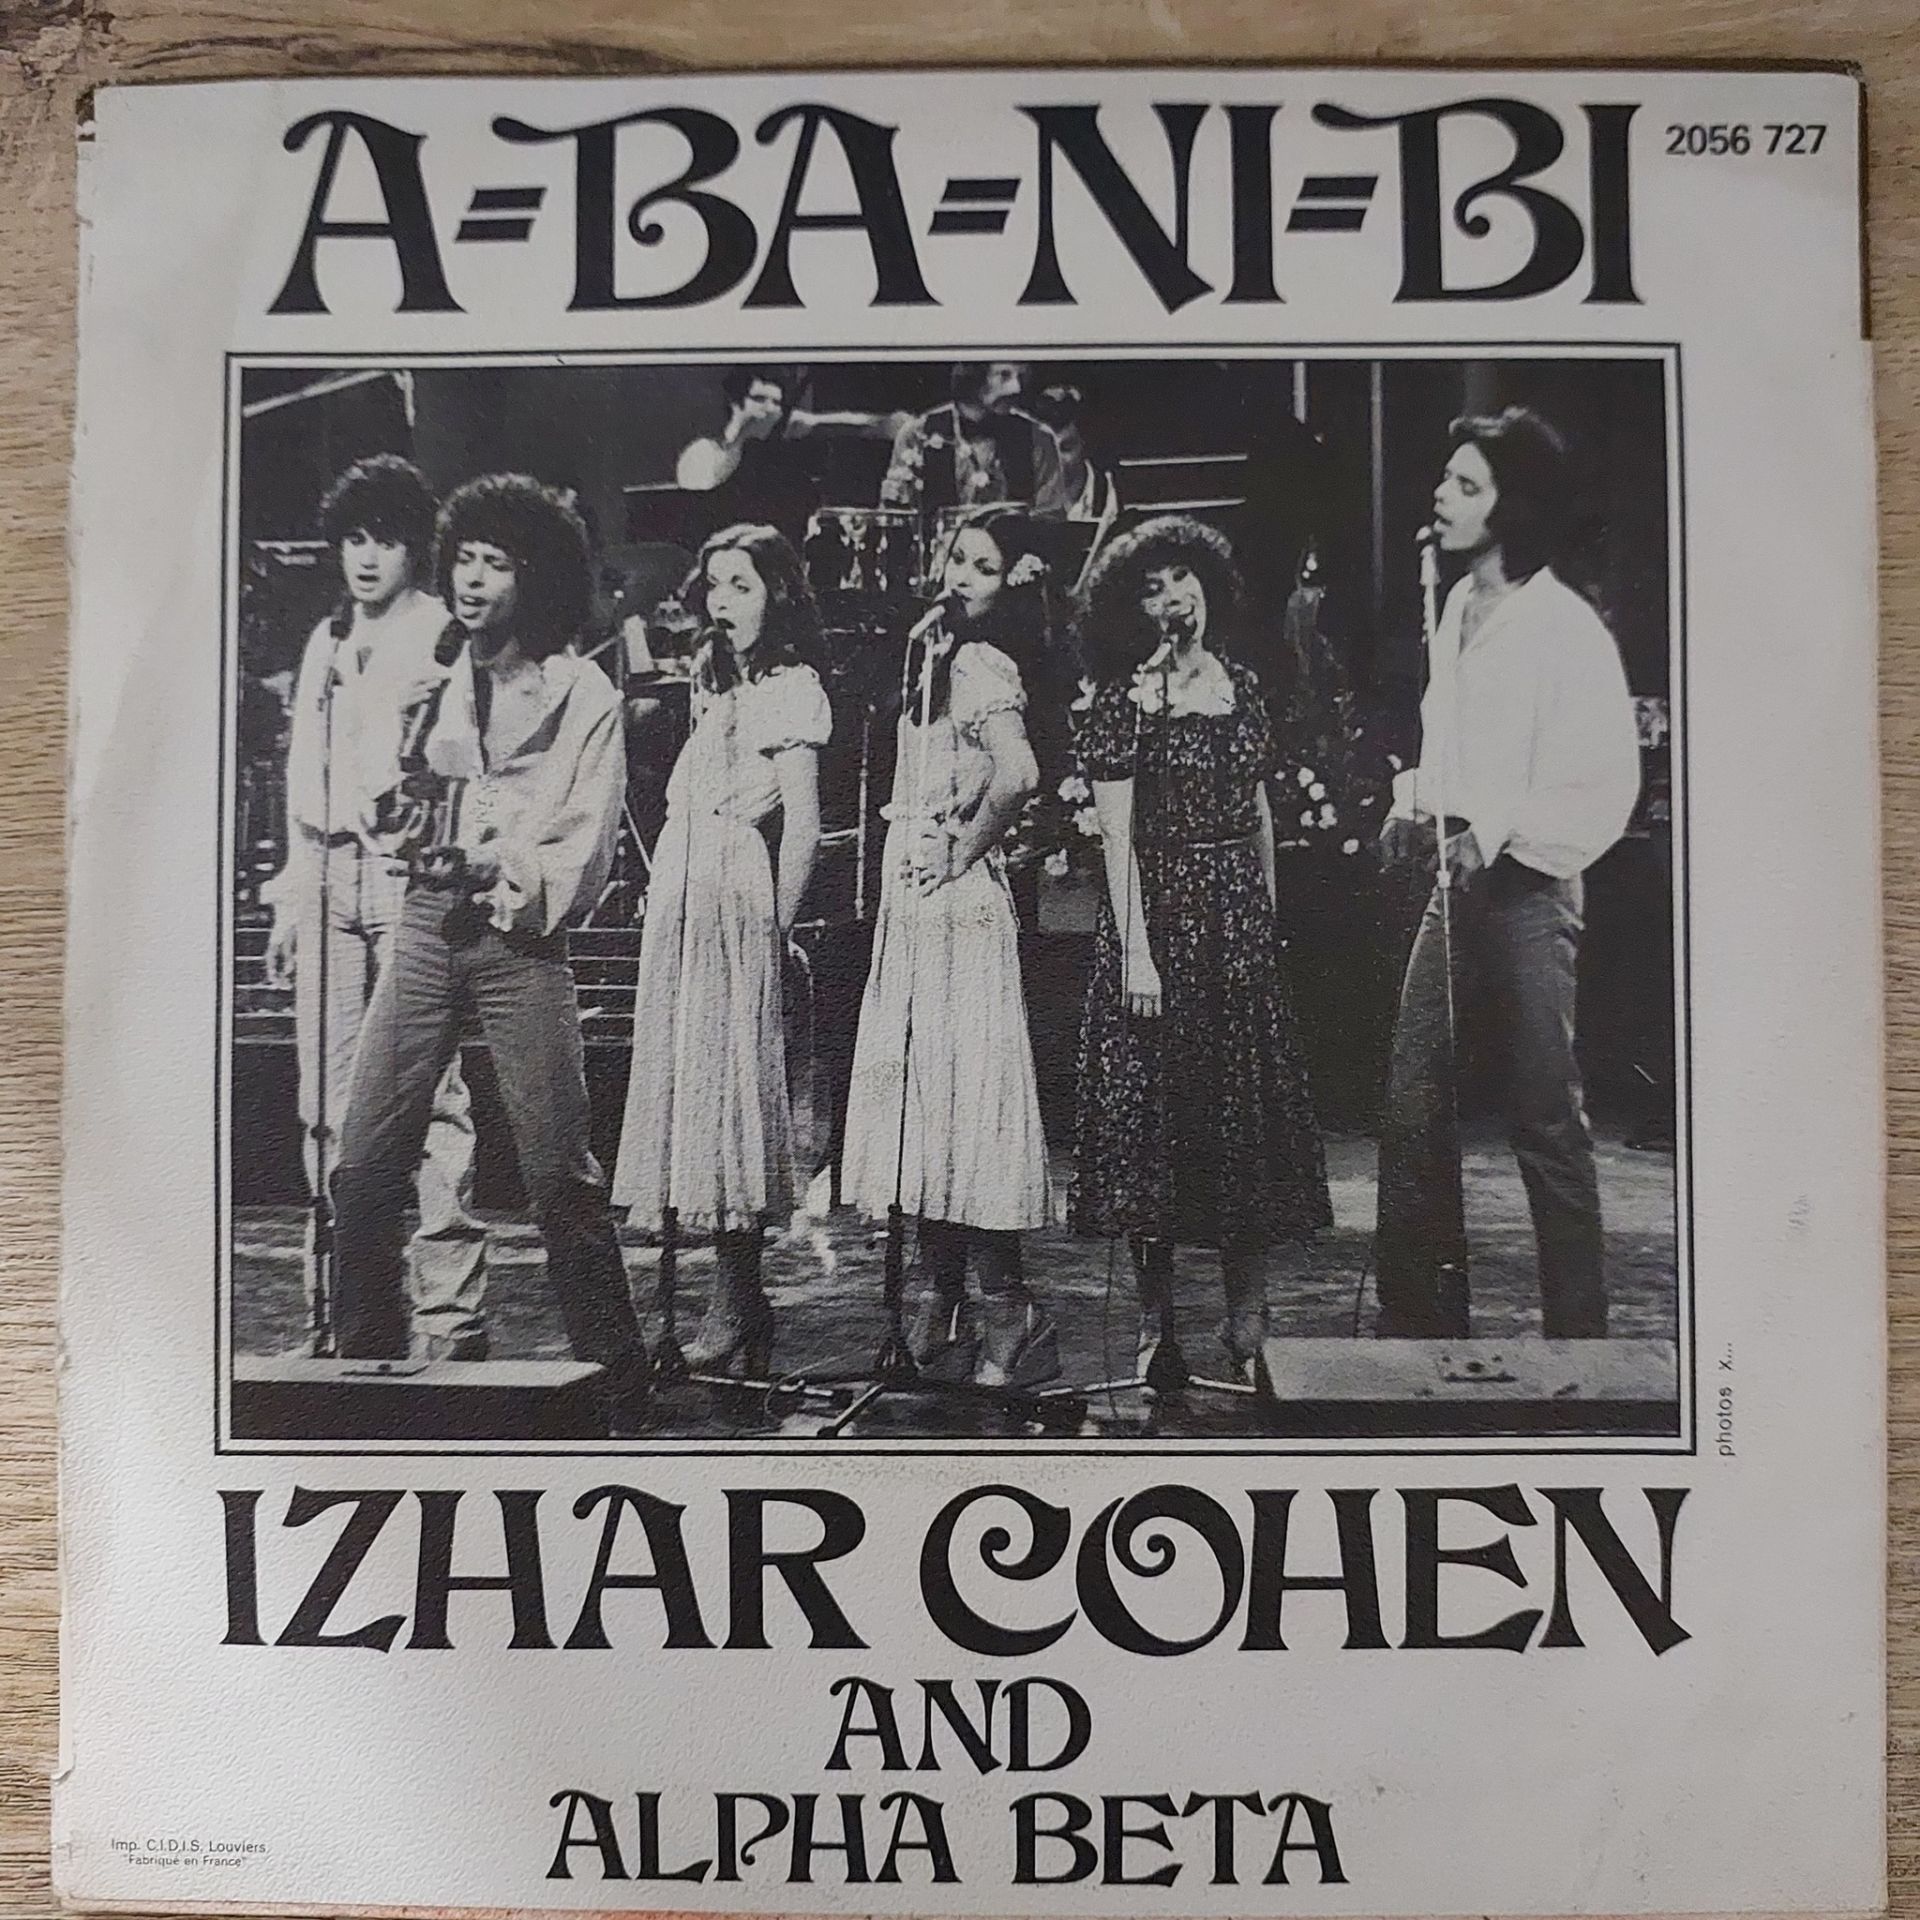 A=BA=NI=BI
2056 727
photos x...
IZHAR COHEN
AND
ALPHA BETA
Imp. C.I.D.I.S. Louviers
"Fabriqué en France"